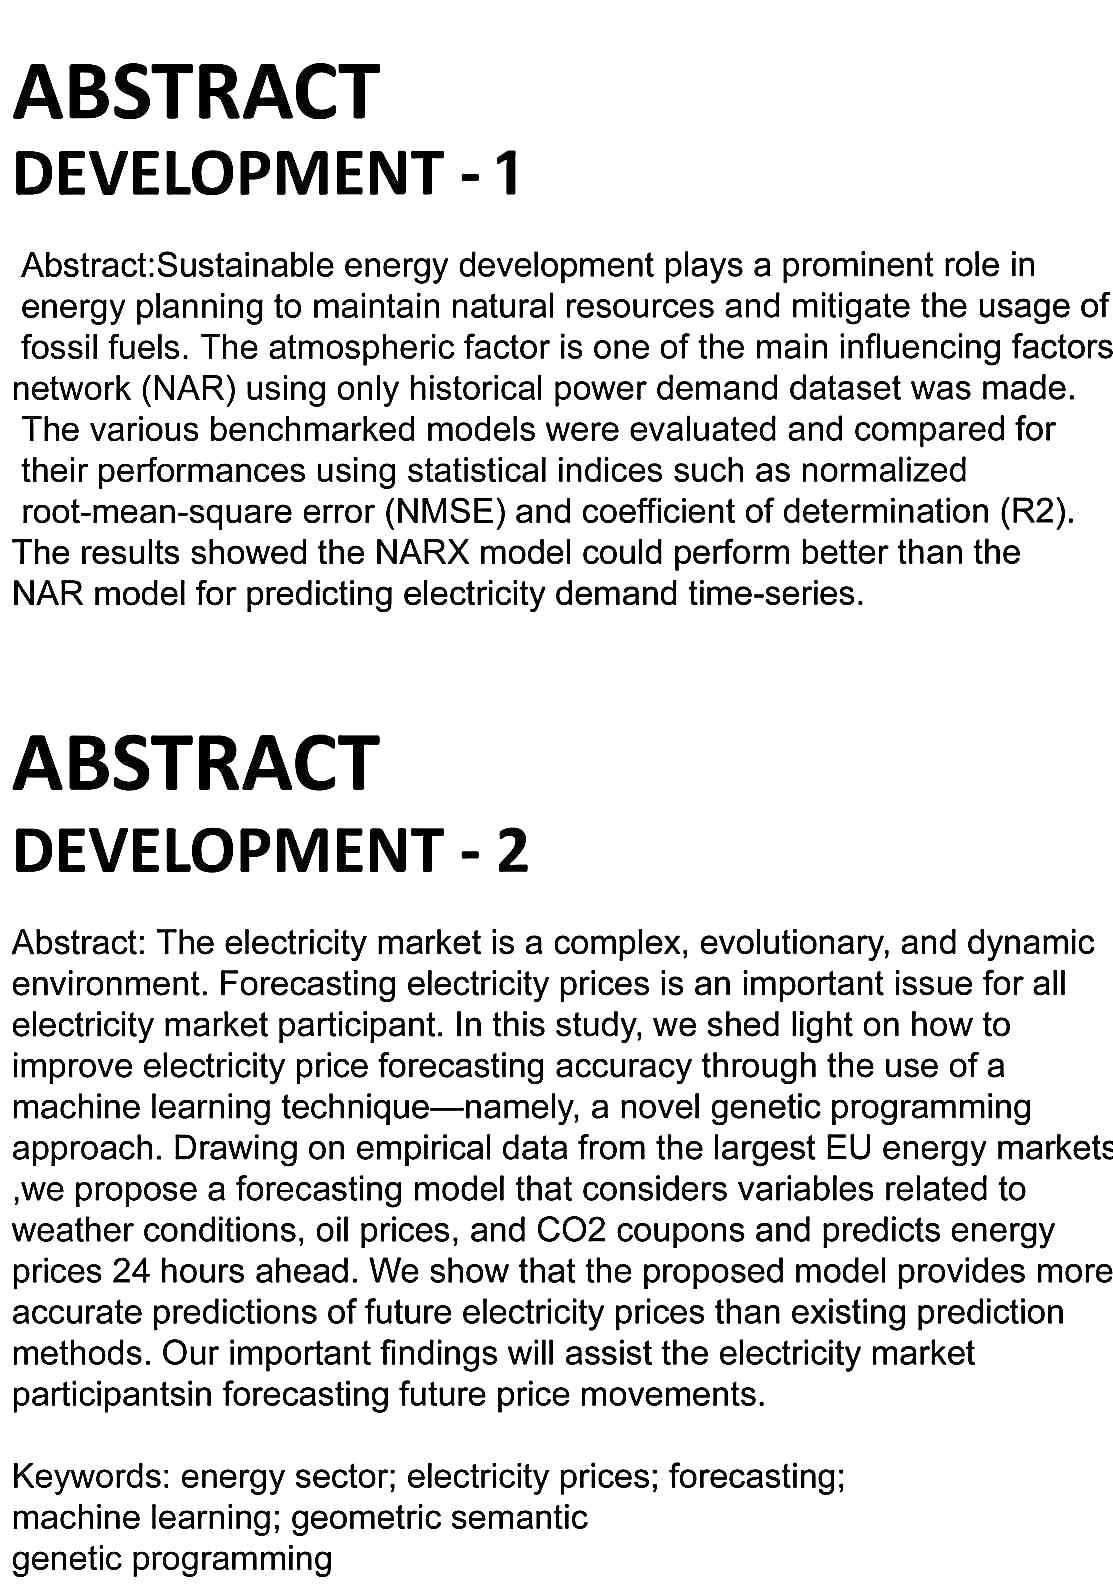 ABSTRACT
DEVELOPMENT - 1
Abstract:Sustainable energy development plays a prominent role in
energy planning to maintain natural resources and mitigate the usage of
fossil fuels. The atmospheric factor is one of the main influencing factors
network (NAR) using only historical power demand dataset was made.
The various benchmarked models were evaluated and compared for
their performances using statistical indices such as normalized
root-mean-square error (NMSE) and coefficient of determination (R2).
The results showed the NARX model could perform better than the
NAR model for predicting electricity demand time-series.
ABSTRACT
DEVELOPMENT - 2
Abstract: The electricity market is a complex, evolutionary, and dynamic
environment. Forecasting electricity prices is an important issue for all
electricity market participant. In this study, we shed light on how to
improve electricity price forecasting accuracy through the use of a
machine learning technique—namely, a novel genetic programming
approach. Drawing on empirical data from the largest EU energy markets
,we propose a forecasting model that considers variables related to
weather conditions, oil prices, and CO2 coupons and predicts energy
prices 24 hours ahead. We show that the proposed model provides more
accurate predictions of future electricity prices than existing prediction
methods. Our important findings will assist the electricity market
participantsin forecasting future price movements.
Keywords: energy sector; electricity prices; forecasting;
machine learning; geometric semantic
genetic programming